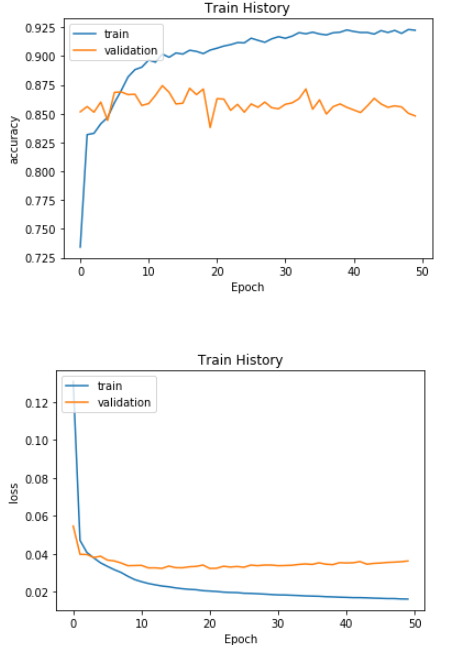 Train History
train
validation
0.925
0.900
0.875
0.850
0.825
0.800
0.775
0.750
0.725
accuracy
0 10 20 30 40 50
Epoch
Train History
train
validation
0.12
0.10
0.08
0.06
0.04
0.02
loss
0 10 20 30 40 50
Epoch